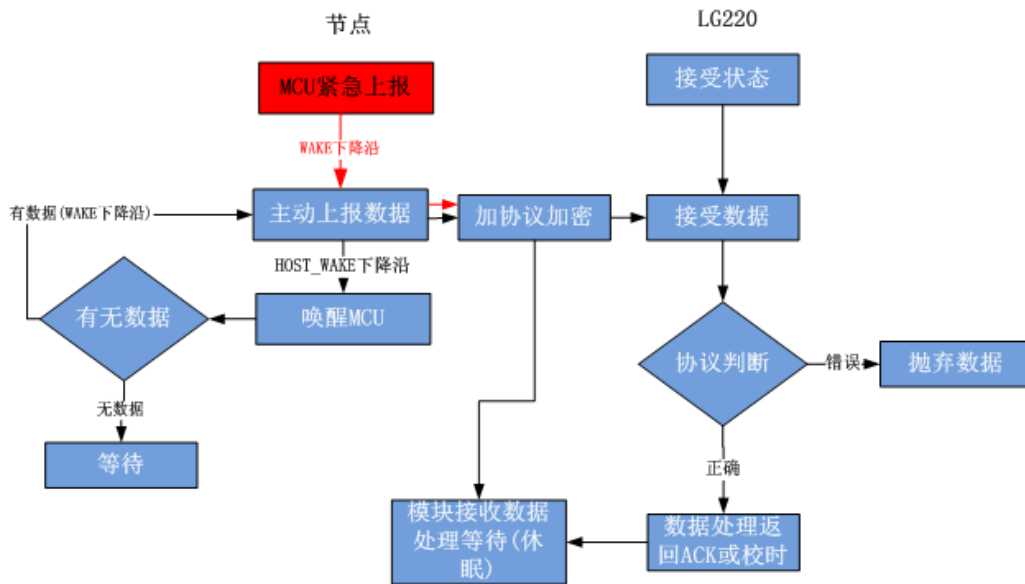 节点
LG220
MCU紧急上报
接受状态
WAKE下降沿
有数据(WAKE下降沿)
主动上报数据
加协议加密
接受数据
HOST_WAKE下降沿
有无数据
唤醒MCU
协议判断
错误
抛弃数据
无数据
等待
正确
模块接收数据
处理等待(休
眠)
数据处理返
回ACK或校时